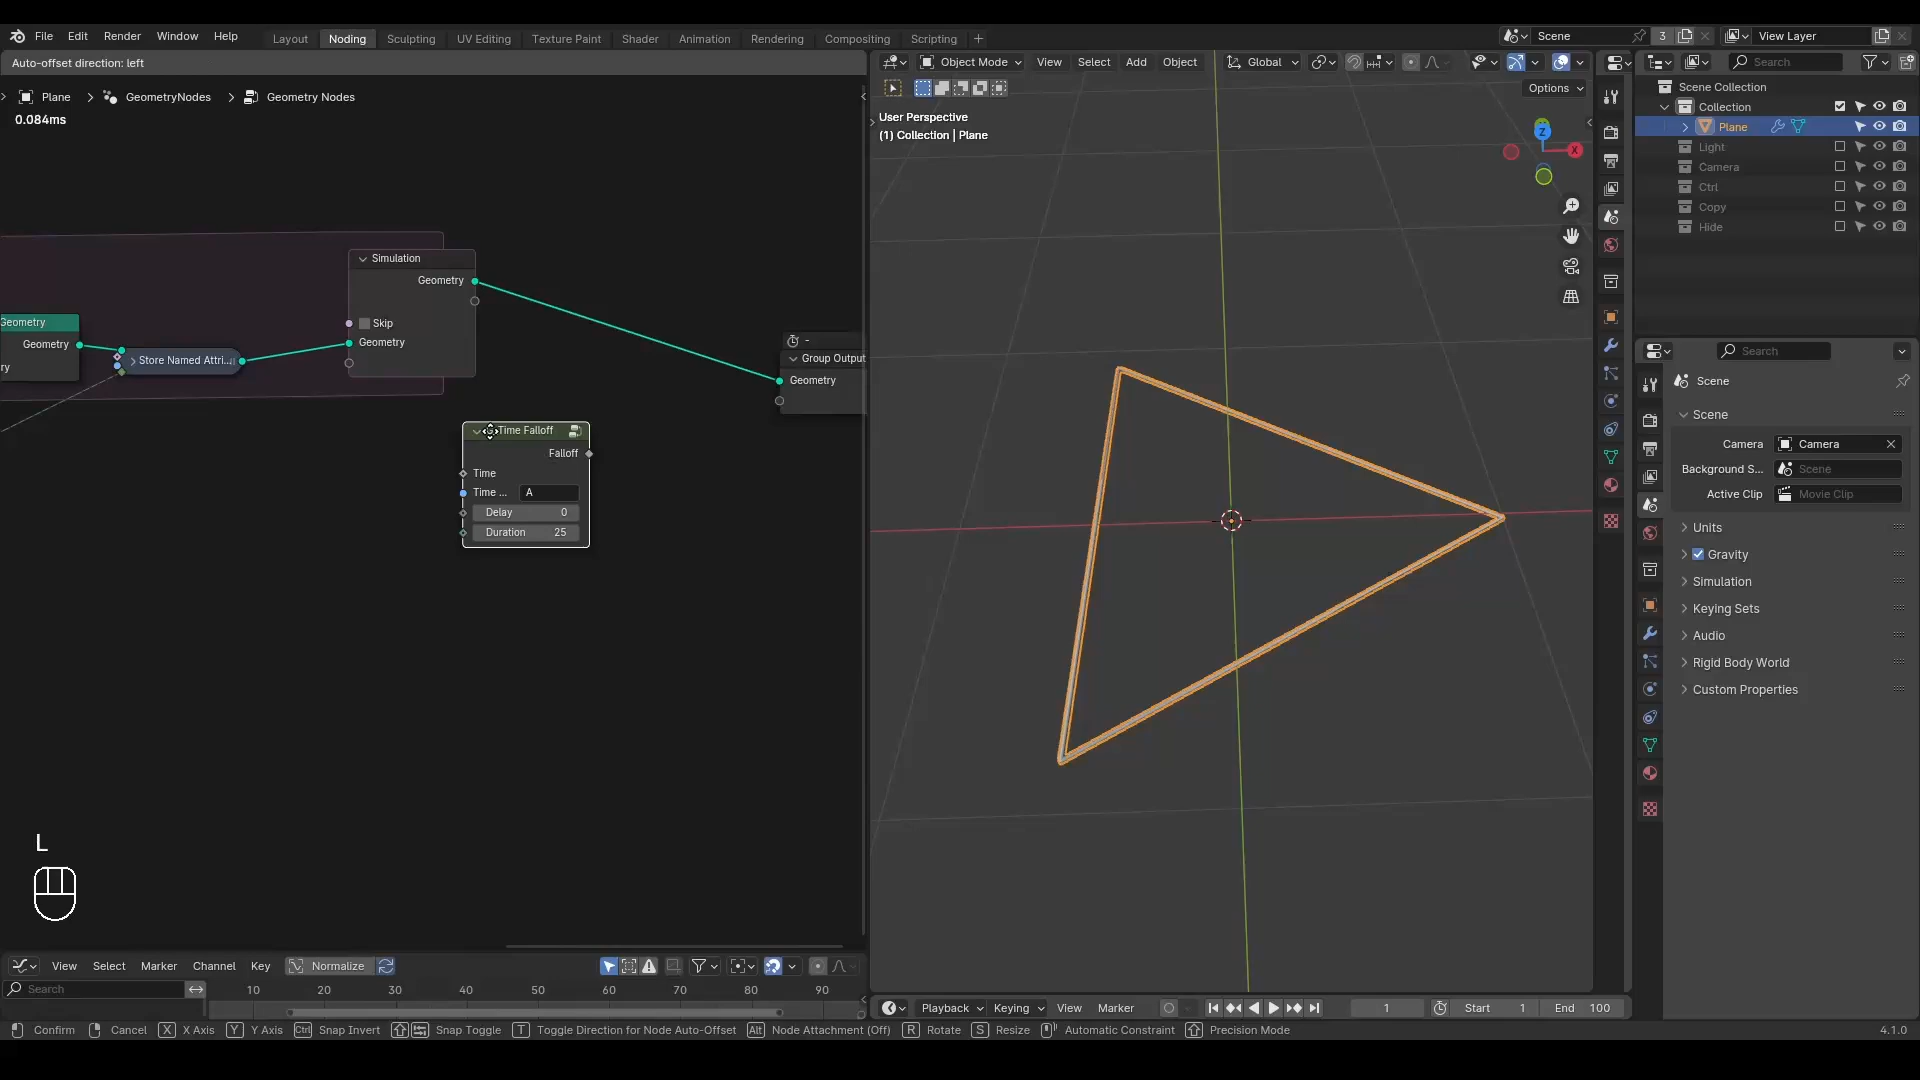 File Edit Render Window Help Layout Noding Sculpting UV Editing Texture Paint Shader Animation Rendering Compositing Scripting + Scene 3 View Layer
Auto-offset direction: left
Object Mode View Select Add Object Global Search
Options
Plane > GeometryNodes > Geometry Nodes
0.084ms
User Perspective
(1) Collection | Plane
Z
X
Scene Collection
Collection
Plane
Light
Camera
Ctrl
Copy
Hide
Simulation
Geometry
Skip
Geometry
Geometry
Geometry
ry
Store Named Attri...
-
Group Output
Geometry
Time Falloff
Falloff
Time
Time ... A
Delay 0
Duration 25
Search
Scene
Scene
Camera Camera
Background S... Scene
Active Clip Movie Clip
Units
Gravity
Simulation
Keying Sets
Audio
Rigid Body World
Custom Properties
L
View Select Marker Channel Key Normalize
Search 10 20 30 40 50 60 70 80 90
Playback Keying View Marker 1 Start 1 End 100
Confirm Cancel X X Axis Y Y Axis Ctrl Snap Invert Snap Toggle T Toggle Direction for Node Auto-Offset Alt Node Attachment (Off) R Rotate S Resize Automatic Constraint Precision Mode 4.1.0